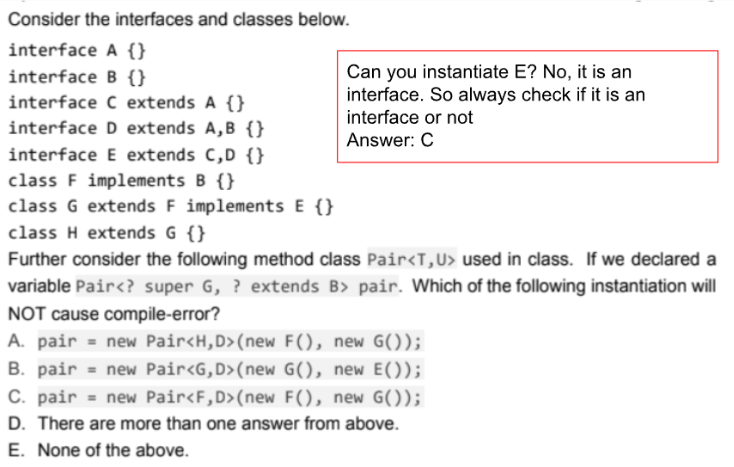 Consider the interfaces and classes below.
interface A {}
interface B {}
interface C extends A {}
interface D extends A,B {}
interface E extends C,D {}
class F implements B {}
class G extends F implements E {}
class H extends G {}
Can you instantiate E? No, it is an
interface. So always check if it is an
interface or not
Answer: C
Further consider the following method class Pair<T,U> used in class. If we declared a
variable Pair<? super G, ? extends B> pair. Which of the following instantiation will
NOT cause compile-error?
A. pair = new Pair<H,D>(new F(), new G());
B. pair = new Pair<G,D>(new G(), new E());
C. pair = new Pair<F,D>(new F(), new G());
D. There are more than one answer from above.
E. None of the above.